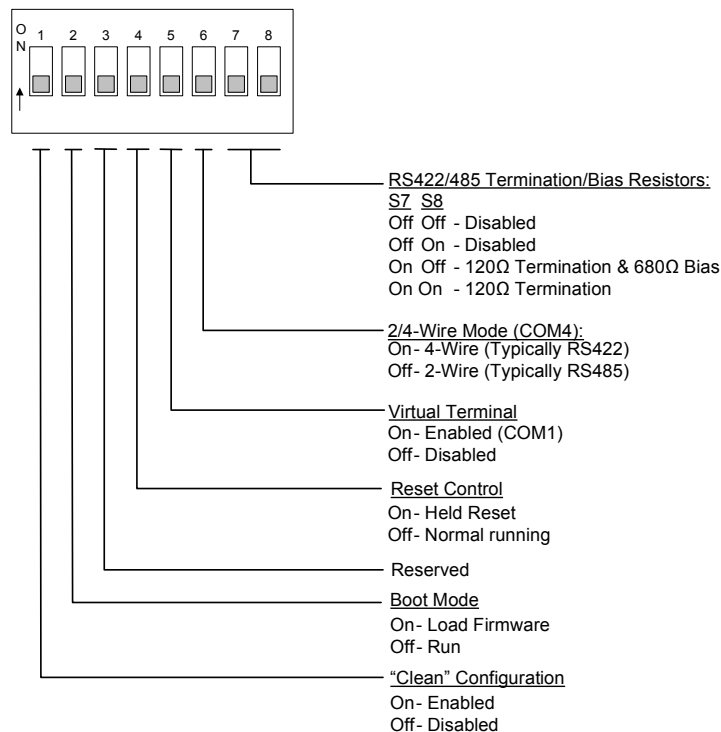 O
N
1 2 3 4 5 6 7 8
RS422/485 Termination/Bias Resistors:
S7 S8
Off Off - Disabled
Off On - Disabled
On Off - 120Ω Termination & 680Ω Bias
On On - 120Ω Termination
2/4-Wire Mode (COM4):
On- 4-Wire (Typically RS422)
Off- 2-Wire (Typically RS485)
Virtual Terminal
On- Enabled (COM1)
Off- Disabled
Reset Control
On- Held Reset
Off- Normal running
Reserved
Boot Mode
On- Load Firmware
Off- Run
“Clean” Configuration
On- Enabled
Off- Disabled